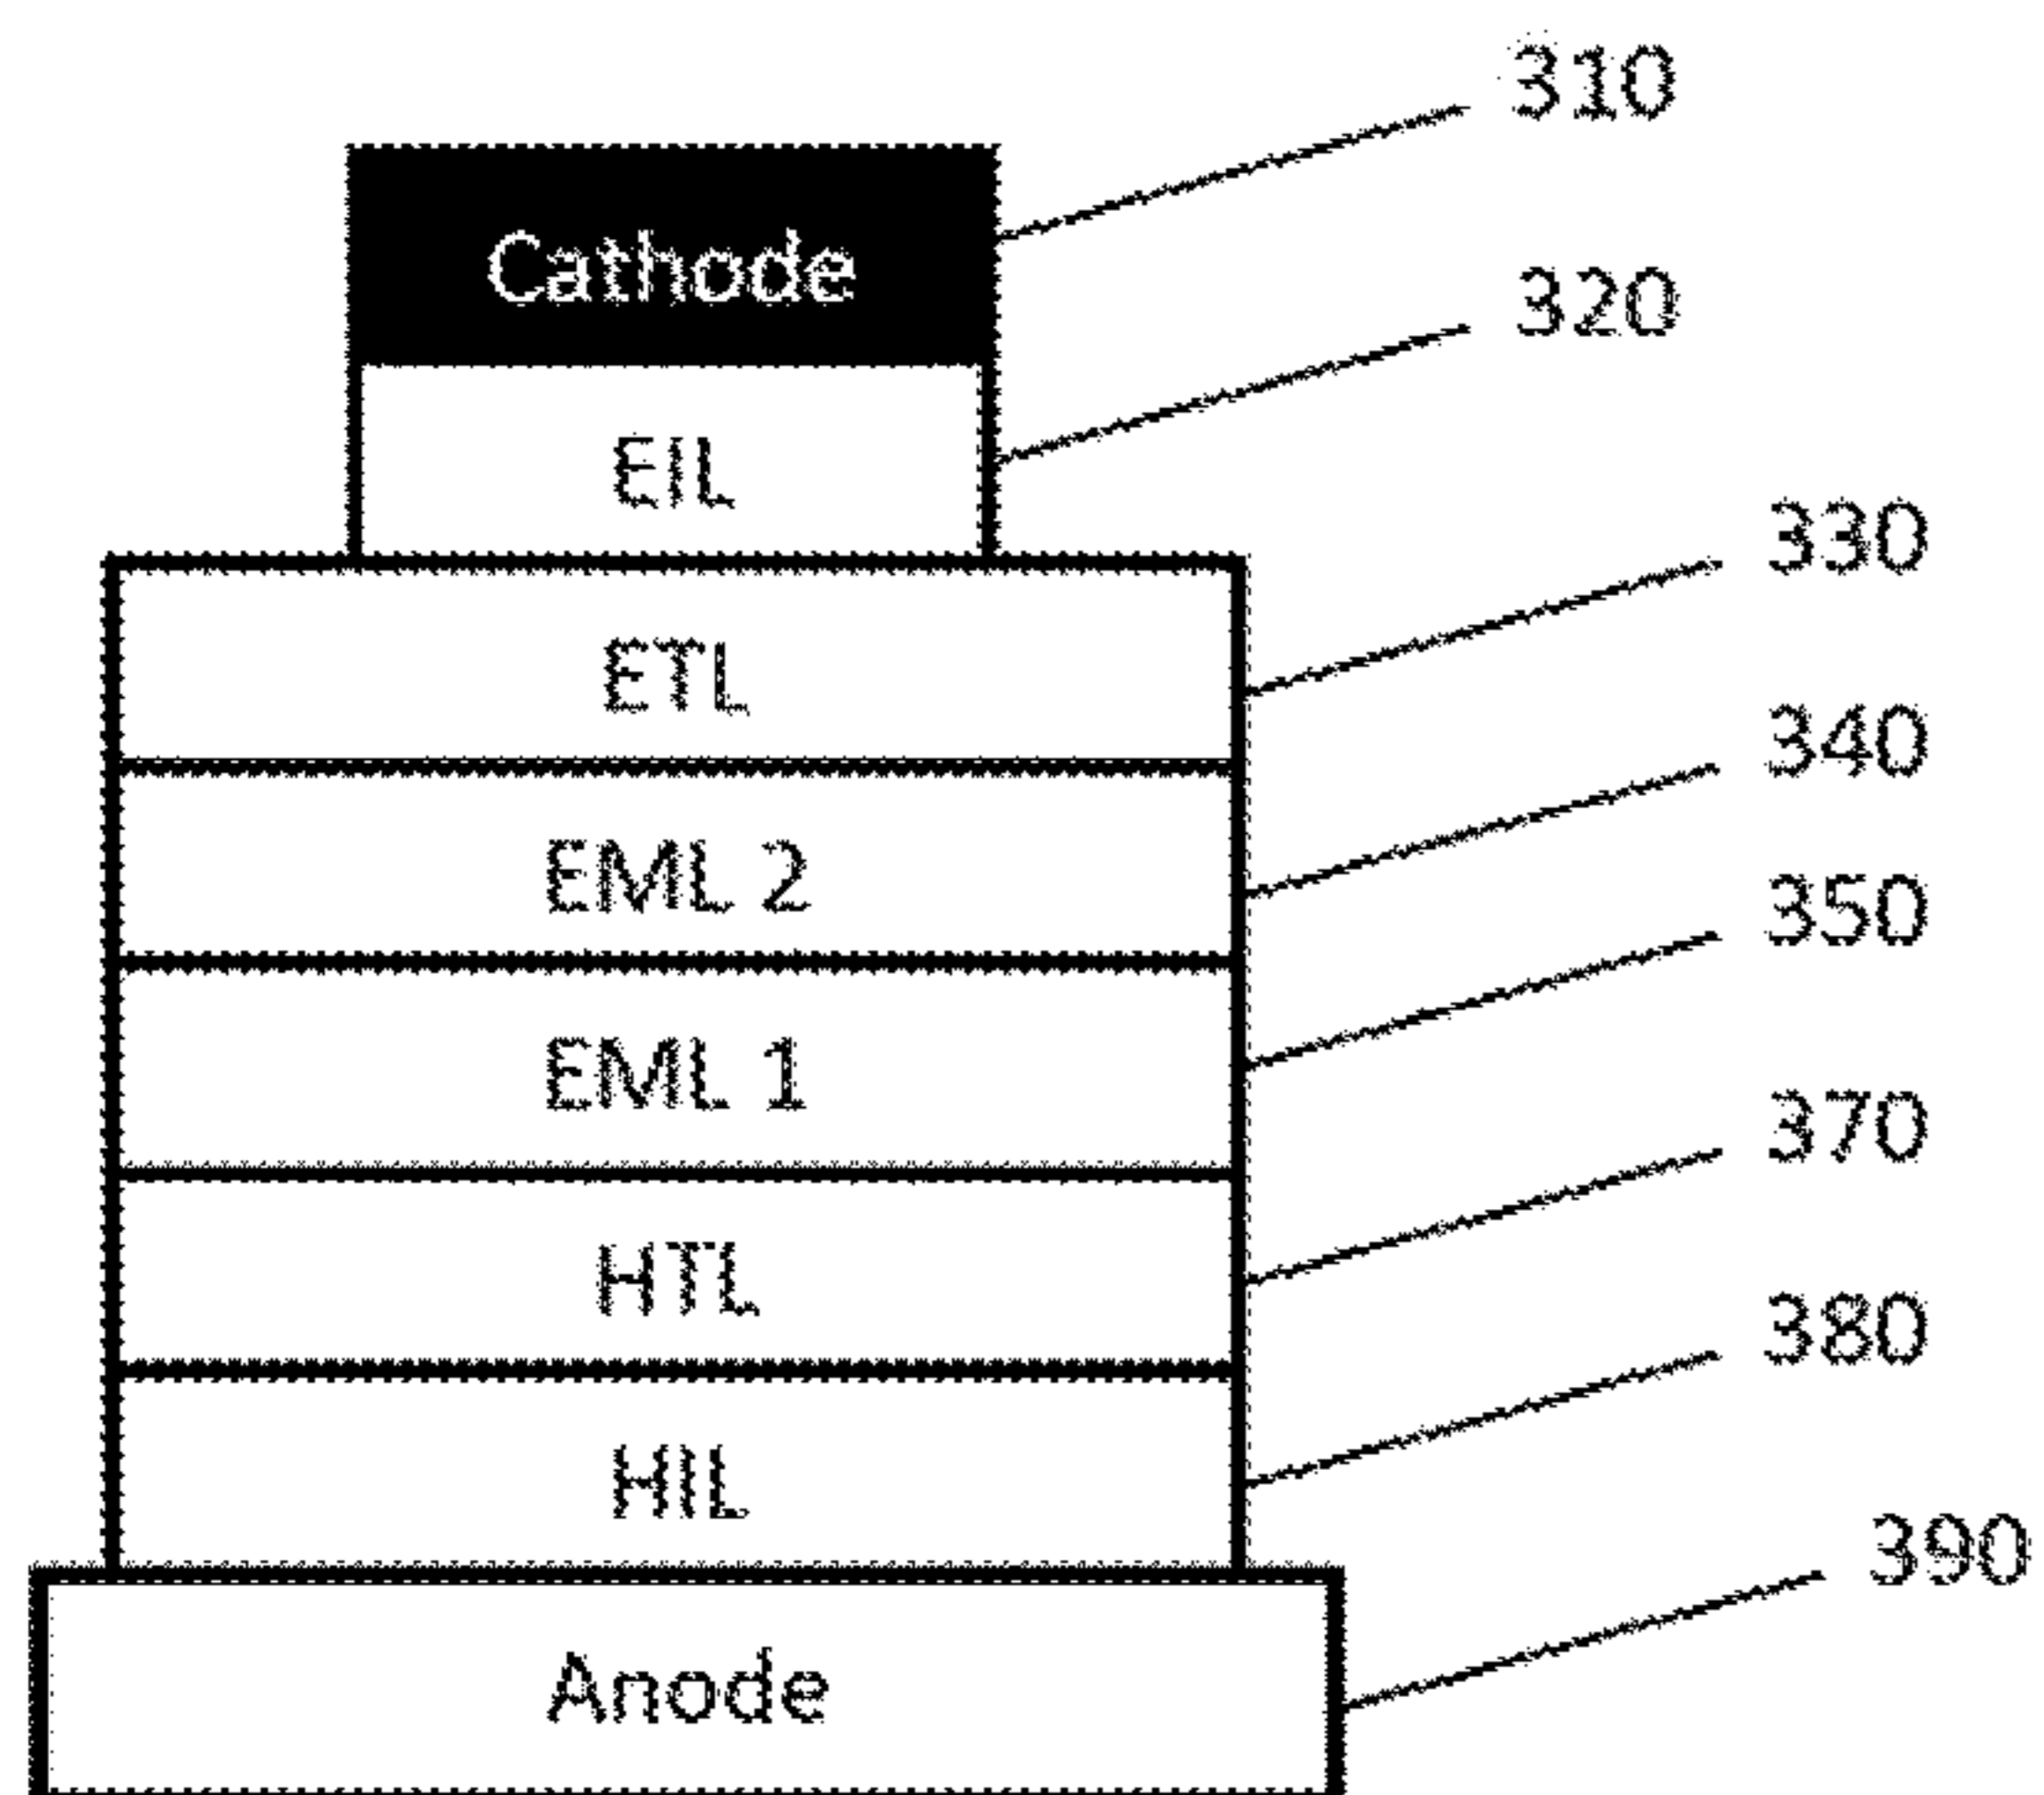 310
Cathode
320
EIL
330
ETL
340
EML 2
350
EML 1
370
HTL
380
HIL
390
Anode